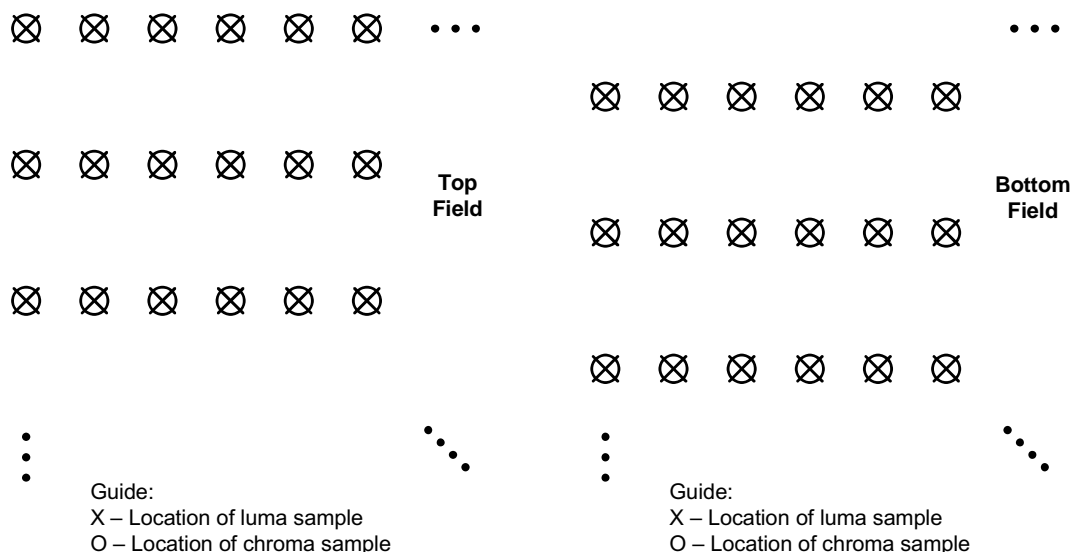 Top
Field
Bottom
Field
Guide:
X – Location of luma sample
O – Location of chroma sample
Guide:
X – Location of luma sample
O – Location of chroma sample